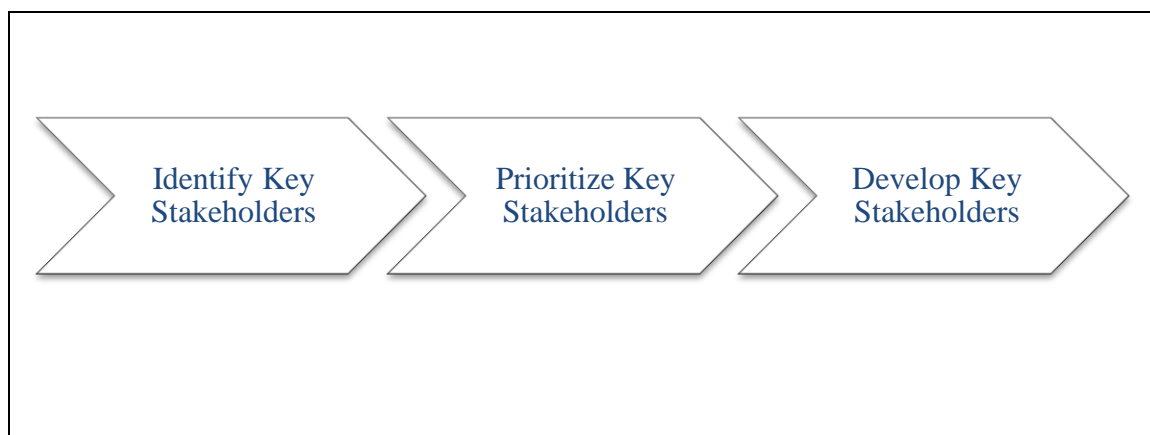 Identify Key
Stakeholders
Prioritize Key
Stakeholders
Develop Key
Stakeholders